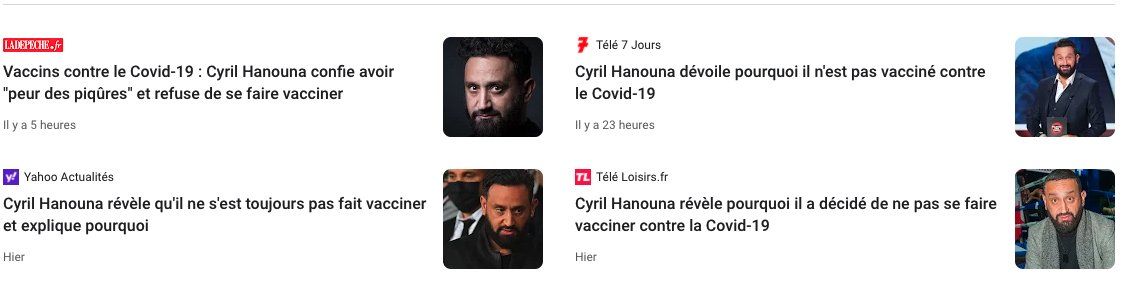 LADEPECHE.fr
Vaccins contre le Covid-19 : Cyril Hanouna confie avoir
"peur des piqûres" et refuse de se faire vacciner
Il y a 5 heures
7 Télé 7 Jours
Cyril Hanouna dévoile pourquoi il n'est pas vacciné contre
le Covid-19
Il y a 23 heures
y! Yahoo Actualités
Cyril Hanouna révèle qu'il ne s'est toujours pas fait vacciner
et explique pourquoi
Hier
TL Télé Loisirs.fr
Cyril Hanouna révèle pourquoi il a décidé de ne pas se faire
vacciner contre la Covid-19
Hier